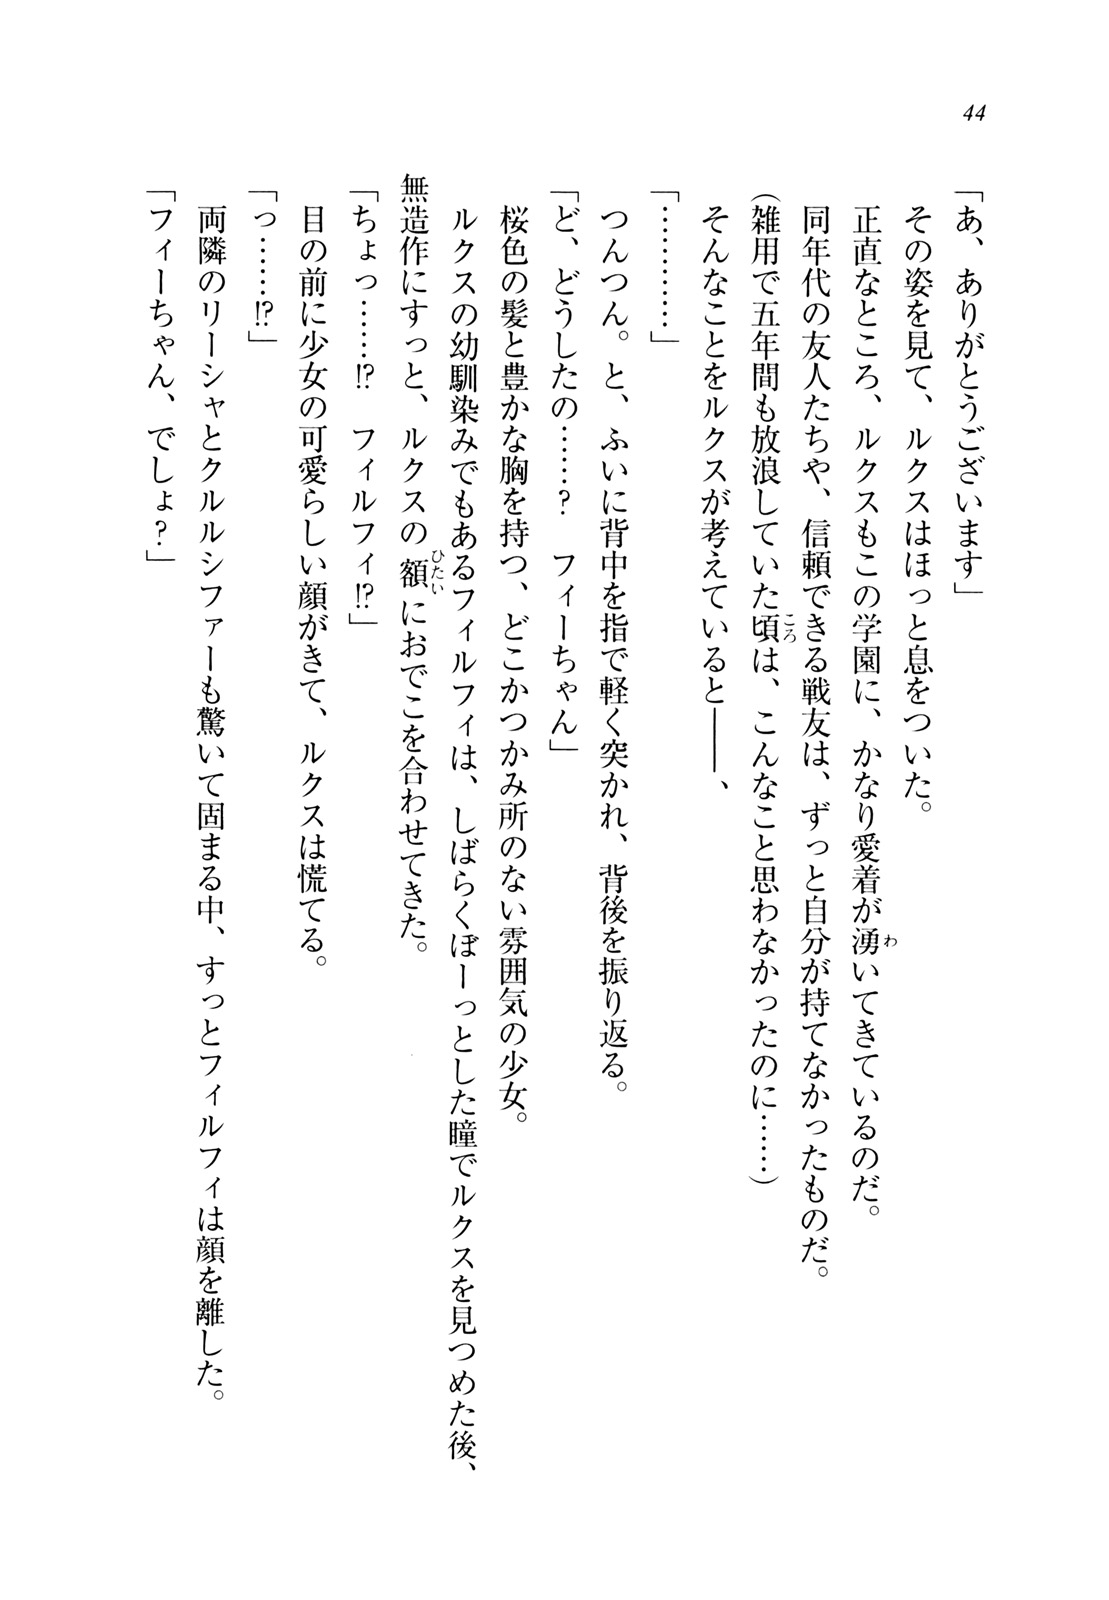 44
「あ、ありがとうございます」
その姿を見て、ルクスはほっと息をついた。
正直なところ、ルクスもこの学園に、かなり愛着が湧いてきているのだ。
同年代の友人たちや、信頼できる戦友は、ずっと自分が持てなかったものだ。
(雑用で五年間も放浪していた頃は、こんなこと思わなかったのに……)
そんなことをルクスが考えていると――、
「…………」
つんつん。と、ふいに背中を指で軽く突かれ、背後を振り返る。
「ど、どうしたの……? フィーちゃん」
桜色の髪と豊かな胸を持つ、どこかつかみ所のない雰囲気の少女。
ルクスの幼馴染みでもあるフィルフィは、しばらくぼーっとした瞳でルクスを見つめた後、
無造作にすっと、ルクスの額におでこを合わせてきた。
「ちょっ……!? フィルフィ!?」
目の前に少女の可愛らしい顔がきて、ルクスは慌てる。
「っ……!?」
両隣のリーシャとクルルシファーも驚いて固まる中、すっとフィルフィは顔を離した。
「フィーちゃん、でしょ?」